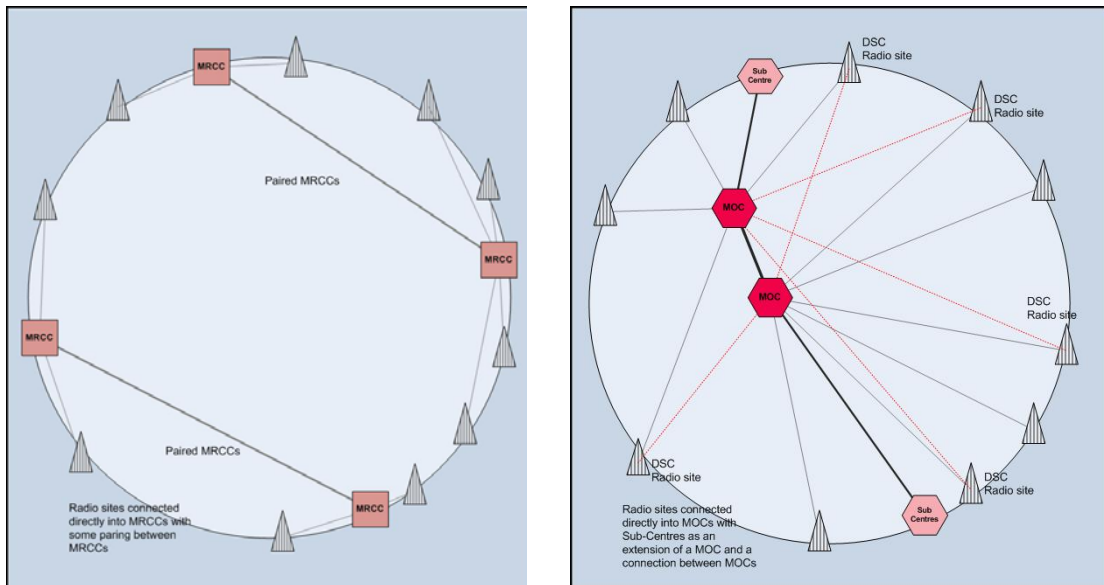 MRCC
Paired MRCCs
MRCC
MRCC
Paired MRCCs
MRCC
Radio sites connected
directly into MRCCs with
some paring between
MRCCs
DSC
Radio site
Sub
Centre
DSC
Radio site
MOC
MOC
DSC
Radio site
DSC
Radio site
DSC
Radio site
Sub
Centres
Radio sites connected
directly into MOCs with
Sub-Centres as an
extension of a MOC and a
connection between MOCs